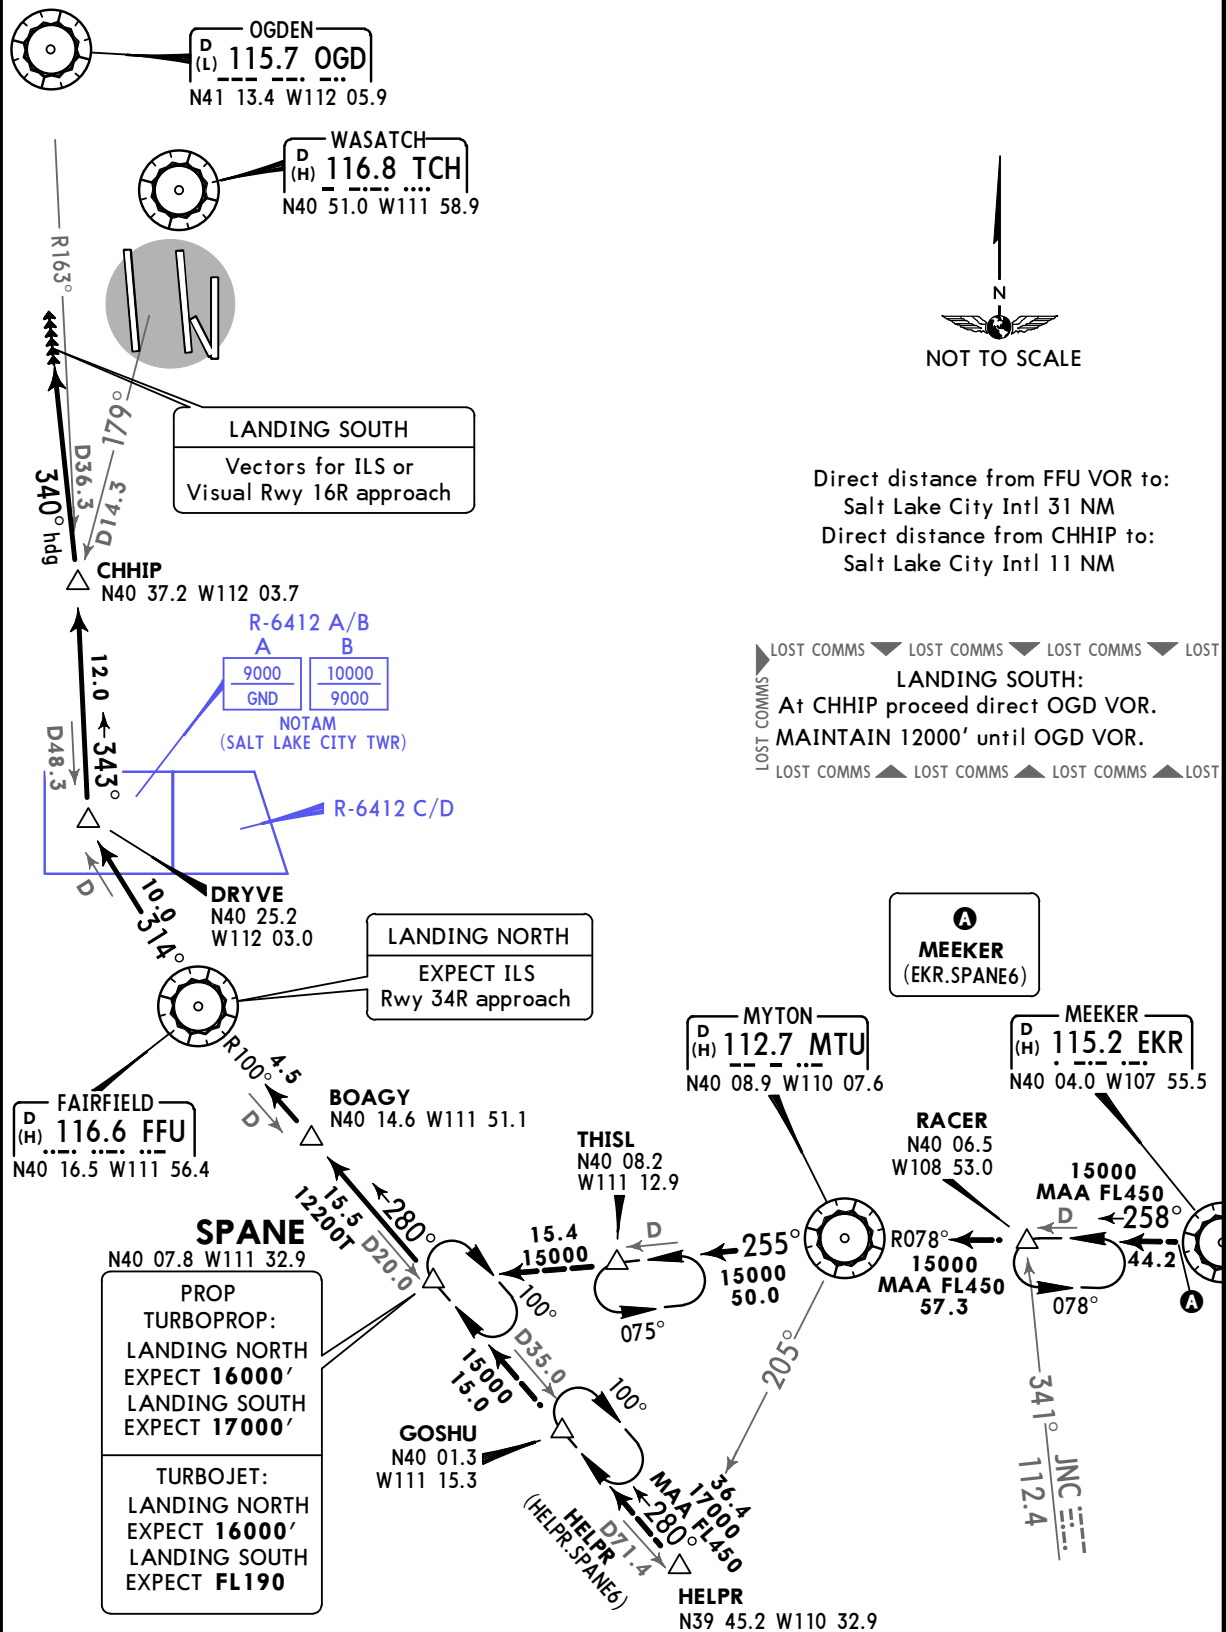 OGDEN
D
(L) 115.7 OGD
N41 13.4 W112 05.9
WASATCH
D
(H) 116.8 TCH
N40 51.0 W111 58.9
R163°
N
NOT TO SCALE
179°
D14.3
D36.3
340° hdg
LANDING SOUTH
Vectors for ILS or
Visual Rwy 16R approach
Direct distance from FFU VOR to:
Salt Lake City Intl 31 NM
Direct distance from CHHIP to:
Salt Lake City Intl 11 NM
CHHIP
N40 37.2 W112 03.7
R-6412 A/B
A B
9000 10000
GND 9000
NOTAM
(SALT LAKE CITY TWR)
R-6412 C/D
12.0
343°
D48.3
LOST COMMS LOST COMMS LOST COMMS LOST
LOST COMMS
LANDING SOUTH:
At CHHIP proceed direct OGD VOR.
MAINTAIN 12000' until OGD VOR.
LOST COMMS LOST COMMS LOST COMMS LOST
D
10.0
314°
DRYVE
N40 25.2
W112 03.0
LANDING NORTH
EXPECT ILS
Rwy 34R approach
A
MEEKER
(EKR.SPANE6)
MYTON
D
(H) 112.7 MTU
N40 08.9 W110 07.6
MEEKER
D
(H) 115.2 EKR
N40 04.0 W107 55.5
R100°
4.5
D
BOAGY
N40 14.6 W111 51.1
FAIRFIELD
D
(H) 116.6 FFU
N40 16.5 W111 56.4
THISL
N40 08.2
W111 12.9
RACER
N40 06.5
W108 53.0
15000
MAA FL450
D
258°
44.2
A
078°
R078°
15000
MAA FL450
57.3
255°
15000
50.0
D
075°
15.4
15000
280°
15.5
12200T
D20.0
100°
SPANE
N40 07.8 W111 32.9
PROP
TURBOPROP:
LANDING NORTH
EXPECT 16000'
LANDING SOUTH
EXPECT 17000'
TURBOJET:
LANDING NORTH
EXPECT 16000'
LANDING SOUTH
EXPECT FL190
D35.0
15000
15.0
100°
205°
341° JNC
112.4
GOSHU
N40 01.3
W111 15.3
36.4
17000
MAA FL450
280°
D71.4
HELPR
(HELPR.SPANE6)
HELPR
N39 45.2 W110 32.9